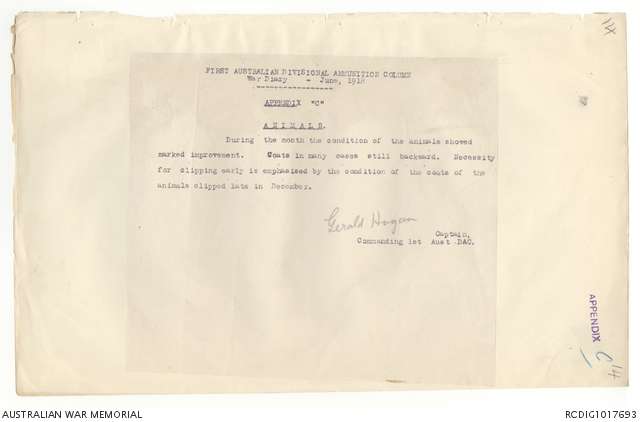 1X
FIRST AUSTRALIAN DIVISIONAL AMMUNITION COLUMN
War Diary - June, 1918
APPENDIX "C"
ANIMALS.
During the month the condition of the animals showed
marked improvement. Coats in many cases still backward. Necessity
for clipping early is emphasised by the condition of the coats of the
animals clipped late in December.
Gerald Hogan
Captain,
Commanding 1st Aust DAC.
APPENDIX C
14
AUSTRALIAN WAR MEMORIAL
RCDIG1017693